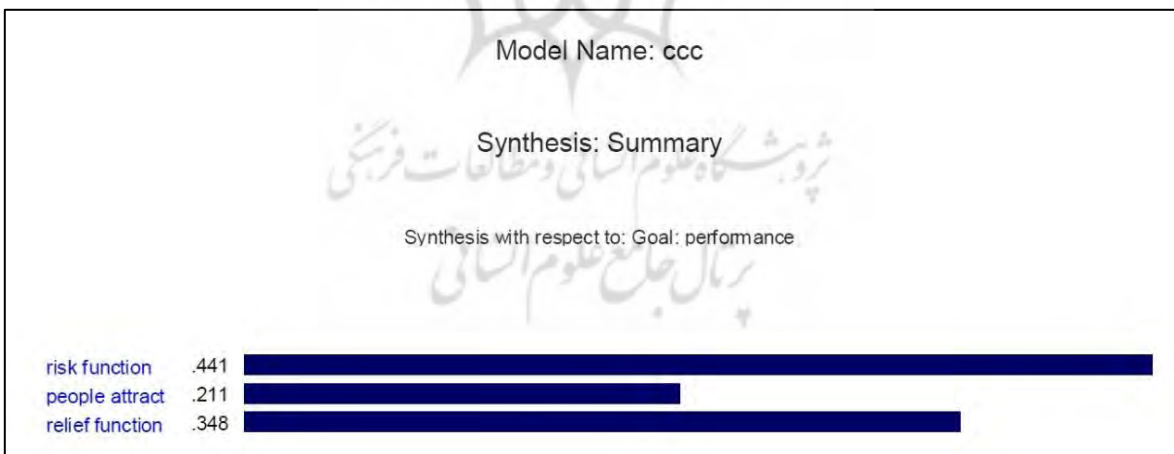 Model Name: ccc
پژوهشگاه علوم انسانی و مطالعات فرهنگی
Synthesis: Summary
Synthesis with respect to: Goal: performance
پرتال جامع علوم انسانی
risk function .441
people attract .211
relief function .348